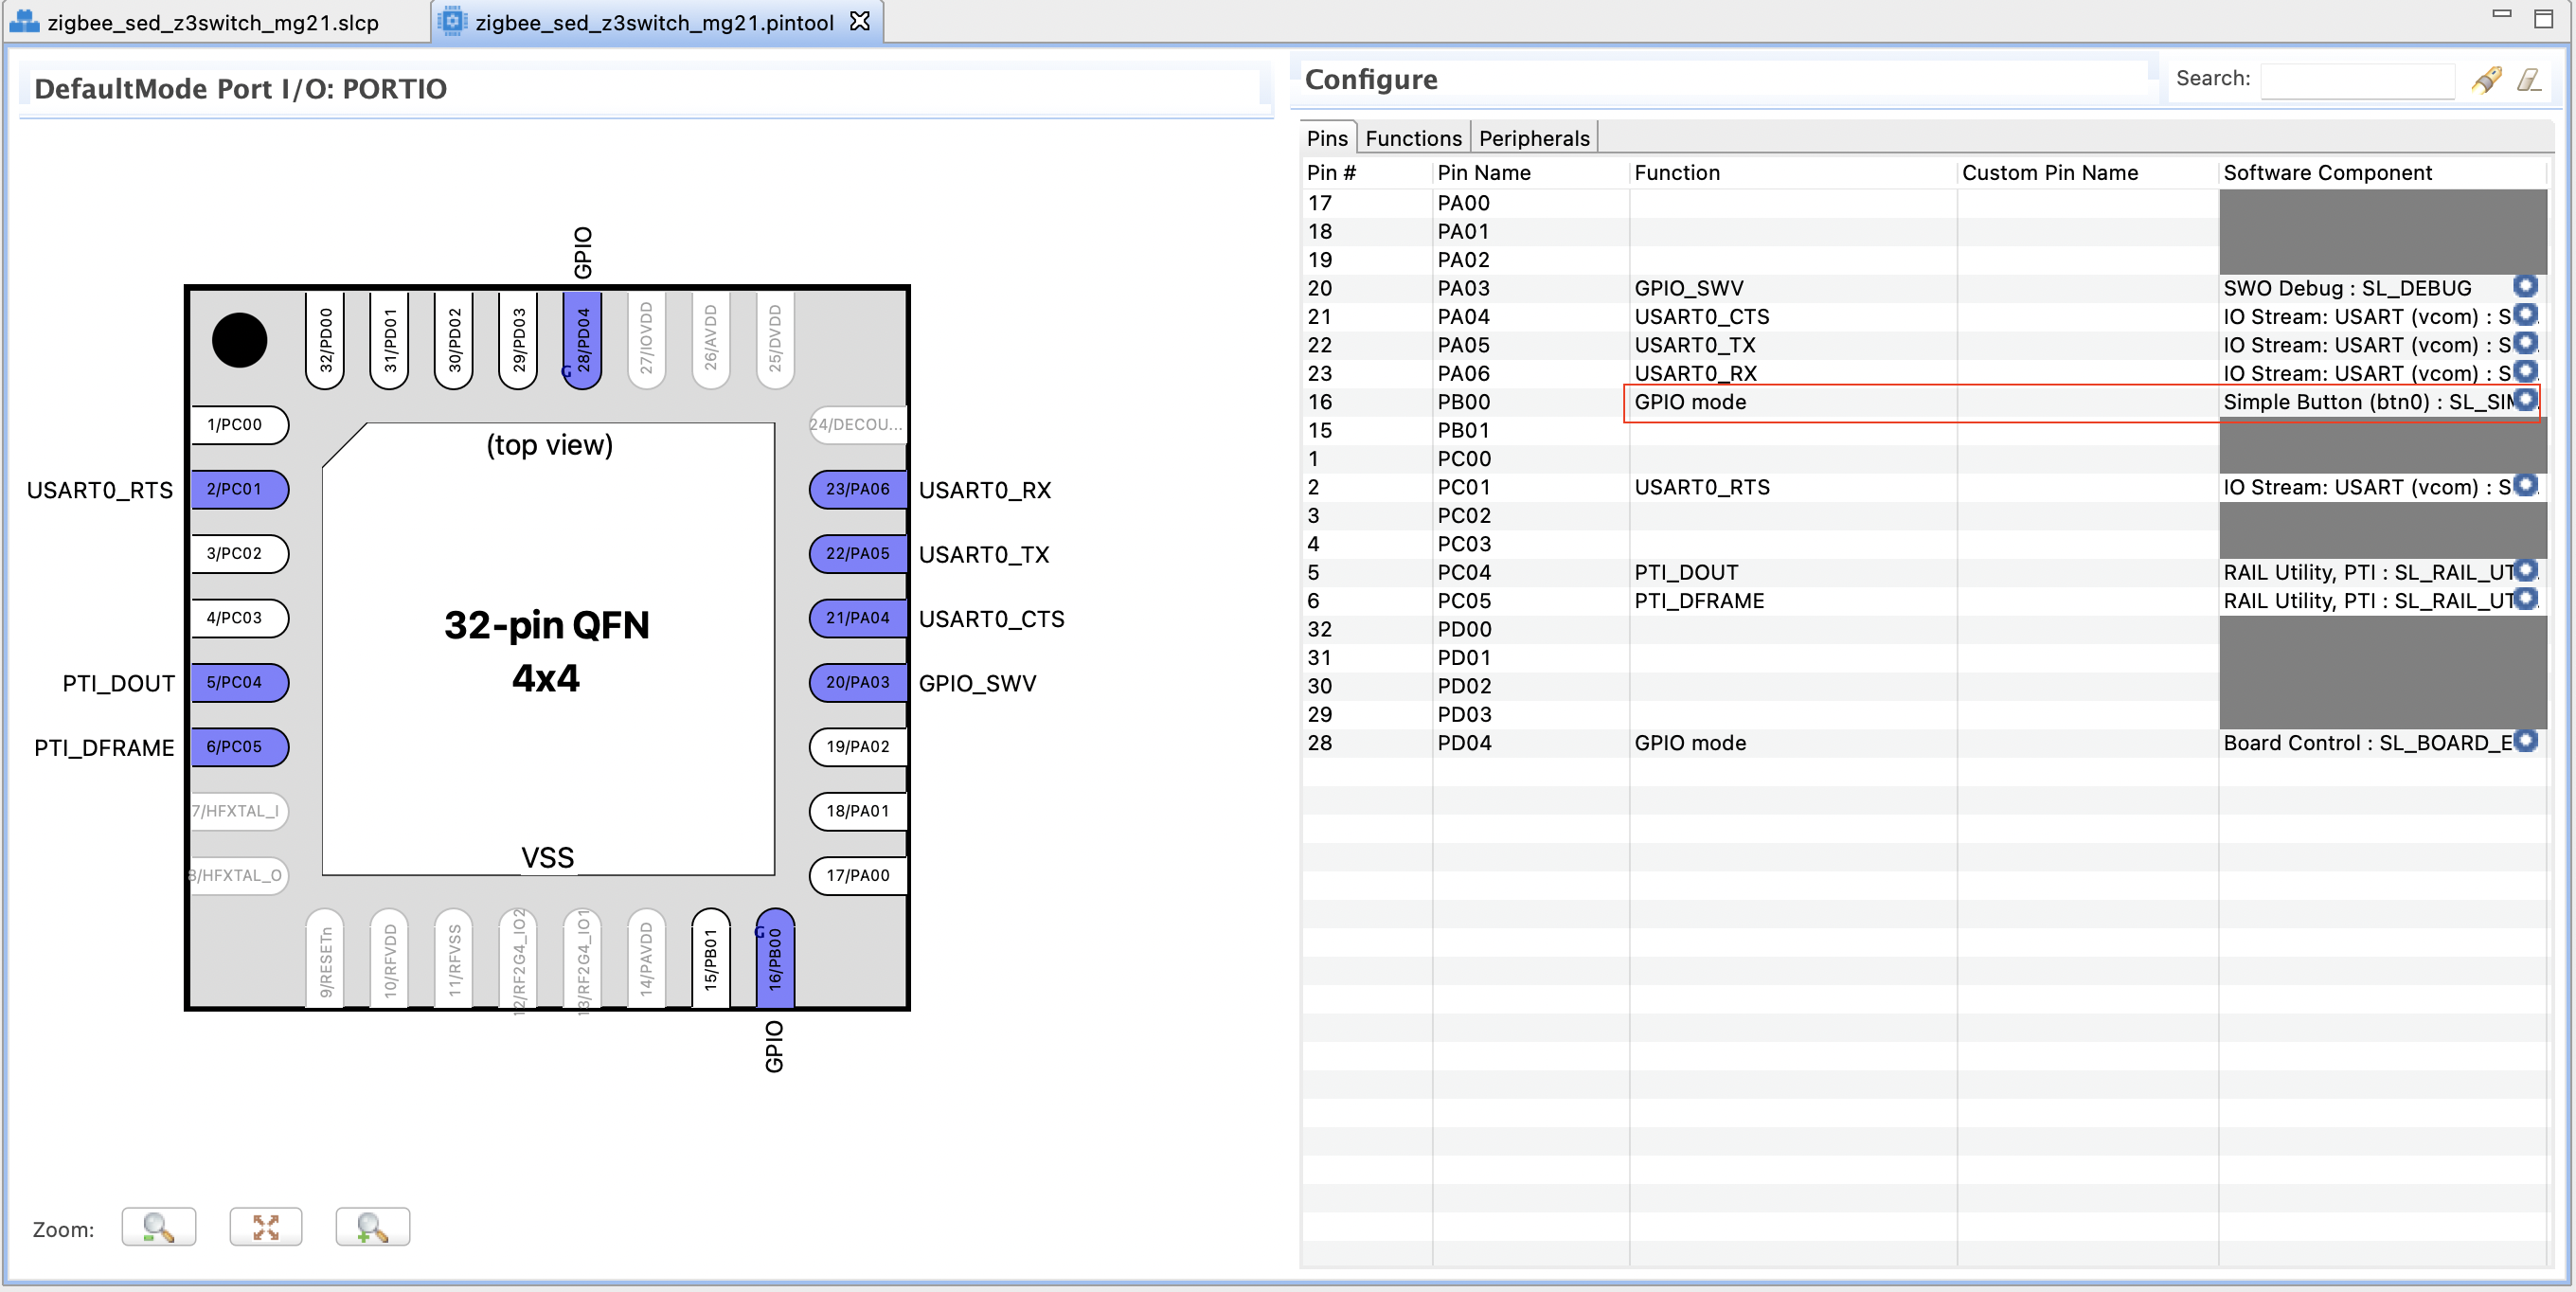 zigbee_sed_z3switch_mg21.slcp
zigbee_sed_z3switch_mg21.pintool
DefaultMode Port I/O: PORTIO
GPIO
32/PD00
31/PD01
30/PD02
29/PD03
28/PD04
G
27/IOVDD
26/AVDD
25/DVDD
1/PC00
24/DECOU...
USART0_RTS
2/PC01
23/PA06
USART0_RX
3/PC02
22/PA05
USART0_TX
4/PC03
21/PA04
USART0_CTS
PTI_DOUT
5/PC04
20/PA03
GPIO_SWV
PTI_DFRAME
6/PC05
19/PA02
7/HFXTAL_I
18/PA01
8/HFXTAL_O
17/PA00
(top view)
32-pin QFN
4x4
VSS
9/RESETn
10/RFVDD
11/RFVSS
12/RF2G4_IO2
13/RF2G4_IO1
14/PAVDD
15/PB01
G
16/PB00
GPIO
Zoom:
Configure
Search:
Pins Functions Peripherals
Pin # Pin Name Function Custom Pin Name Software Component
17 PA00
18 PA01
19 PA02
20 PA03 GPIO_SWV SWO Debug : SL_DEBUG
21 PA04 USART0_CTS IO Stream: USART (vcom) : S
22 PA05 USART0_TX IO Stream: USART (vcom) : S
23 PA06 USART0_RX IO Stream: USART (vcom) : S
16 PB00 GPIO mode Simple Button (btn0) : SL_SIM
15 PB01
1 PC00
2 PC01 USART0_RTS IO Stream: USART (vcom) : S
3 PC02
4 PC03
5 PC04 PTI_DOUT RAIL Utility, PTI : SL_RAIL_UT
6 PC05 PTI_DFRAME RAIL Utility, PTI : SL_RAIL_UT
32 PD00
31 PD01
30 PD02
29 PD03
28 PD04 GPIO mode Board Control : SL_BOARD_E